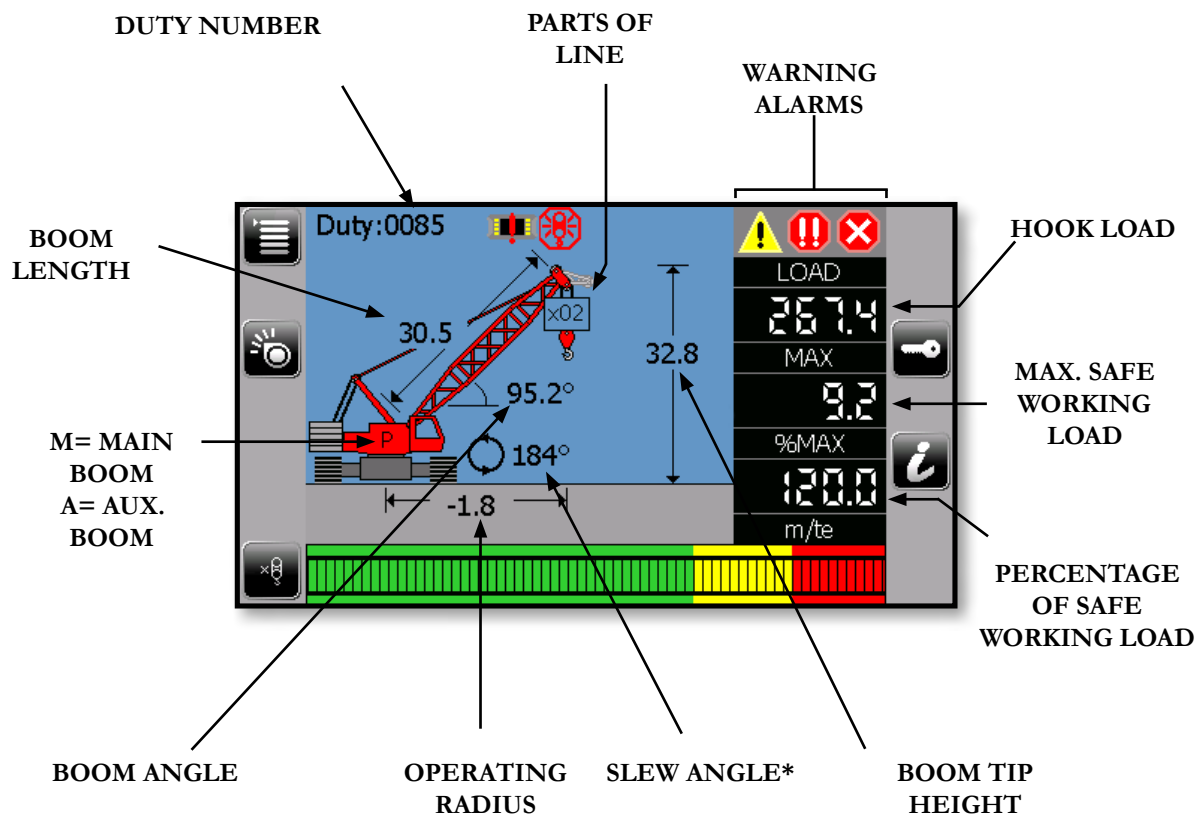 DUTY NUMBER
PARTS OF
LINE
WARNING
ALARMS
BOOM
LENGTH
Duty:0085
HOOK LOAD
LOAD
267.4
x02
30.5
32.8
MAX
9.2
MAX. SAFE
WORKING
LOAD
95.2°
M= MAIN
BOOM
A= AUX.
BOOM
P
184°
%MAX
120.0
i
-1.8
m/te
×
PERCENTAGE
OF SAFE
WORKING LOAD
BOOM ANGLE
OPERATING
RADIUS
SLEW ANGLE*
BOOM TIP
HEIGHT